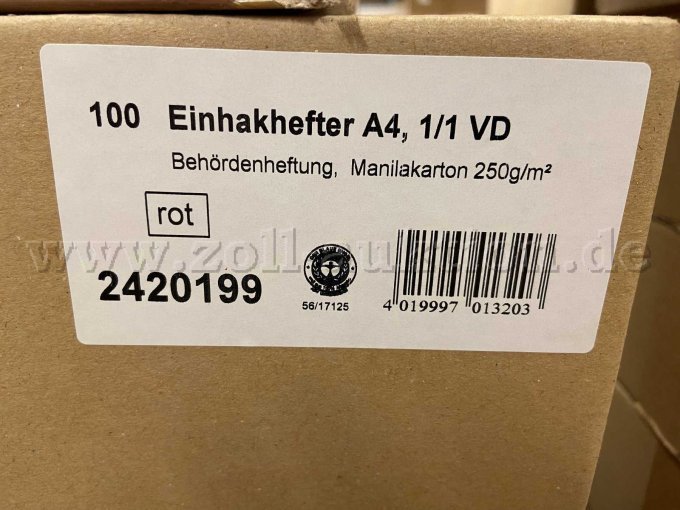 100 Einhakhefter A4, 1/1 VD
Behördenheftung, Manilakarton 250g/m²
rot
www.zoll-auktion.de
2420199
56/17125
4 019997 013203